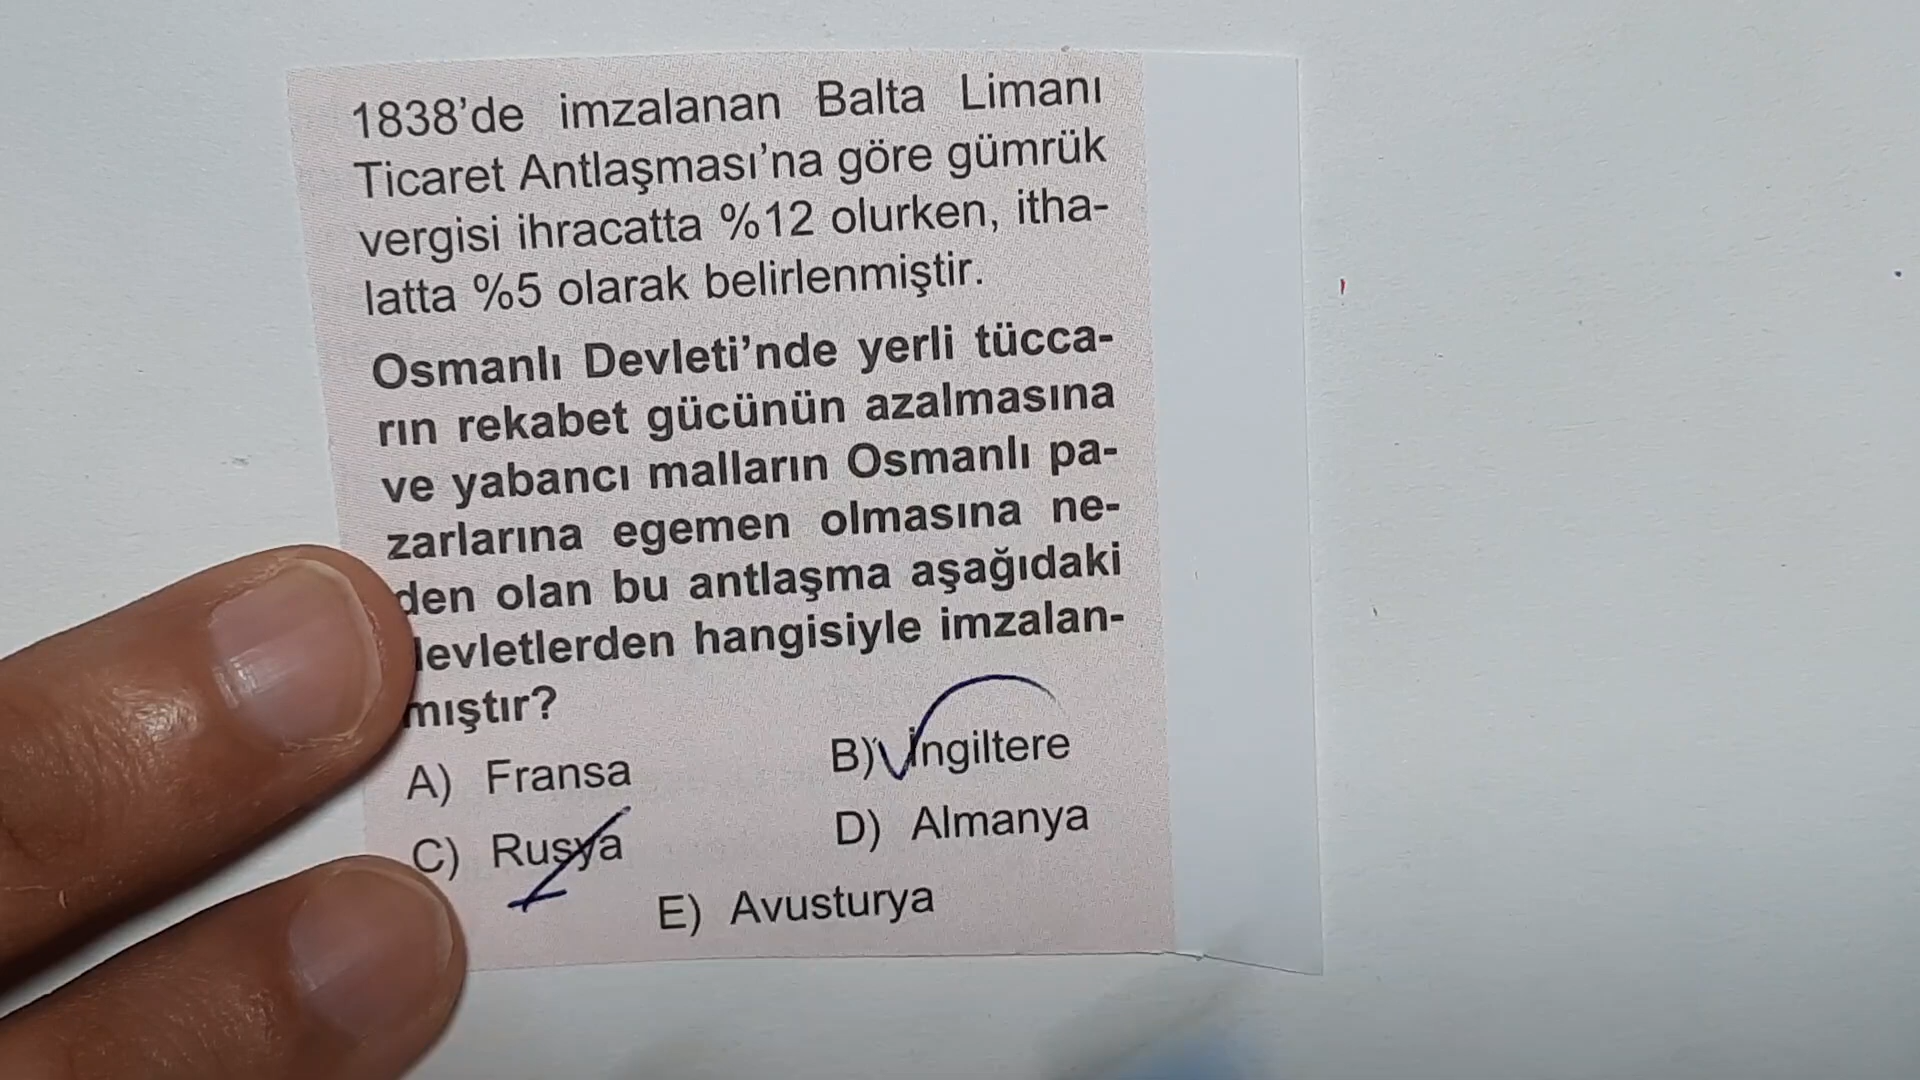 1838'de imzalanan Balta Limanı
Ticaret Antlaşması'na göre gümrük
vergisi ihracatta %12 olurken, itha-
latta %5 olarak belirlenmiştir.
Osmanlı Devleti'nde yerli tücca-
rın rekabet gücünün azalmasına
ve yabancı malların Osmanlı pa-
zarlarına egemen olmasına ne-
den olan bu antlaşma aşağıdaki
devletlerden hangisiyle imzalan-
mıştır?
A) Fransa B) İngiltere
C) Rusya D) Almanya
E) Avusturya